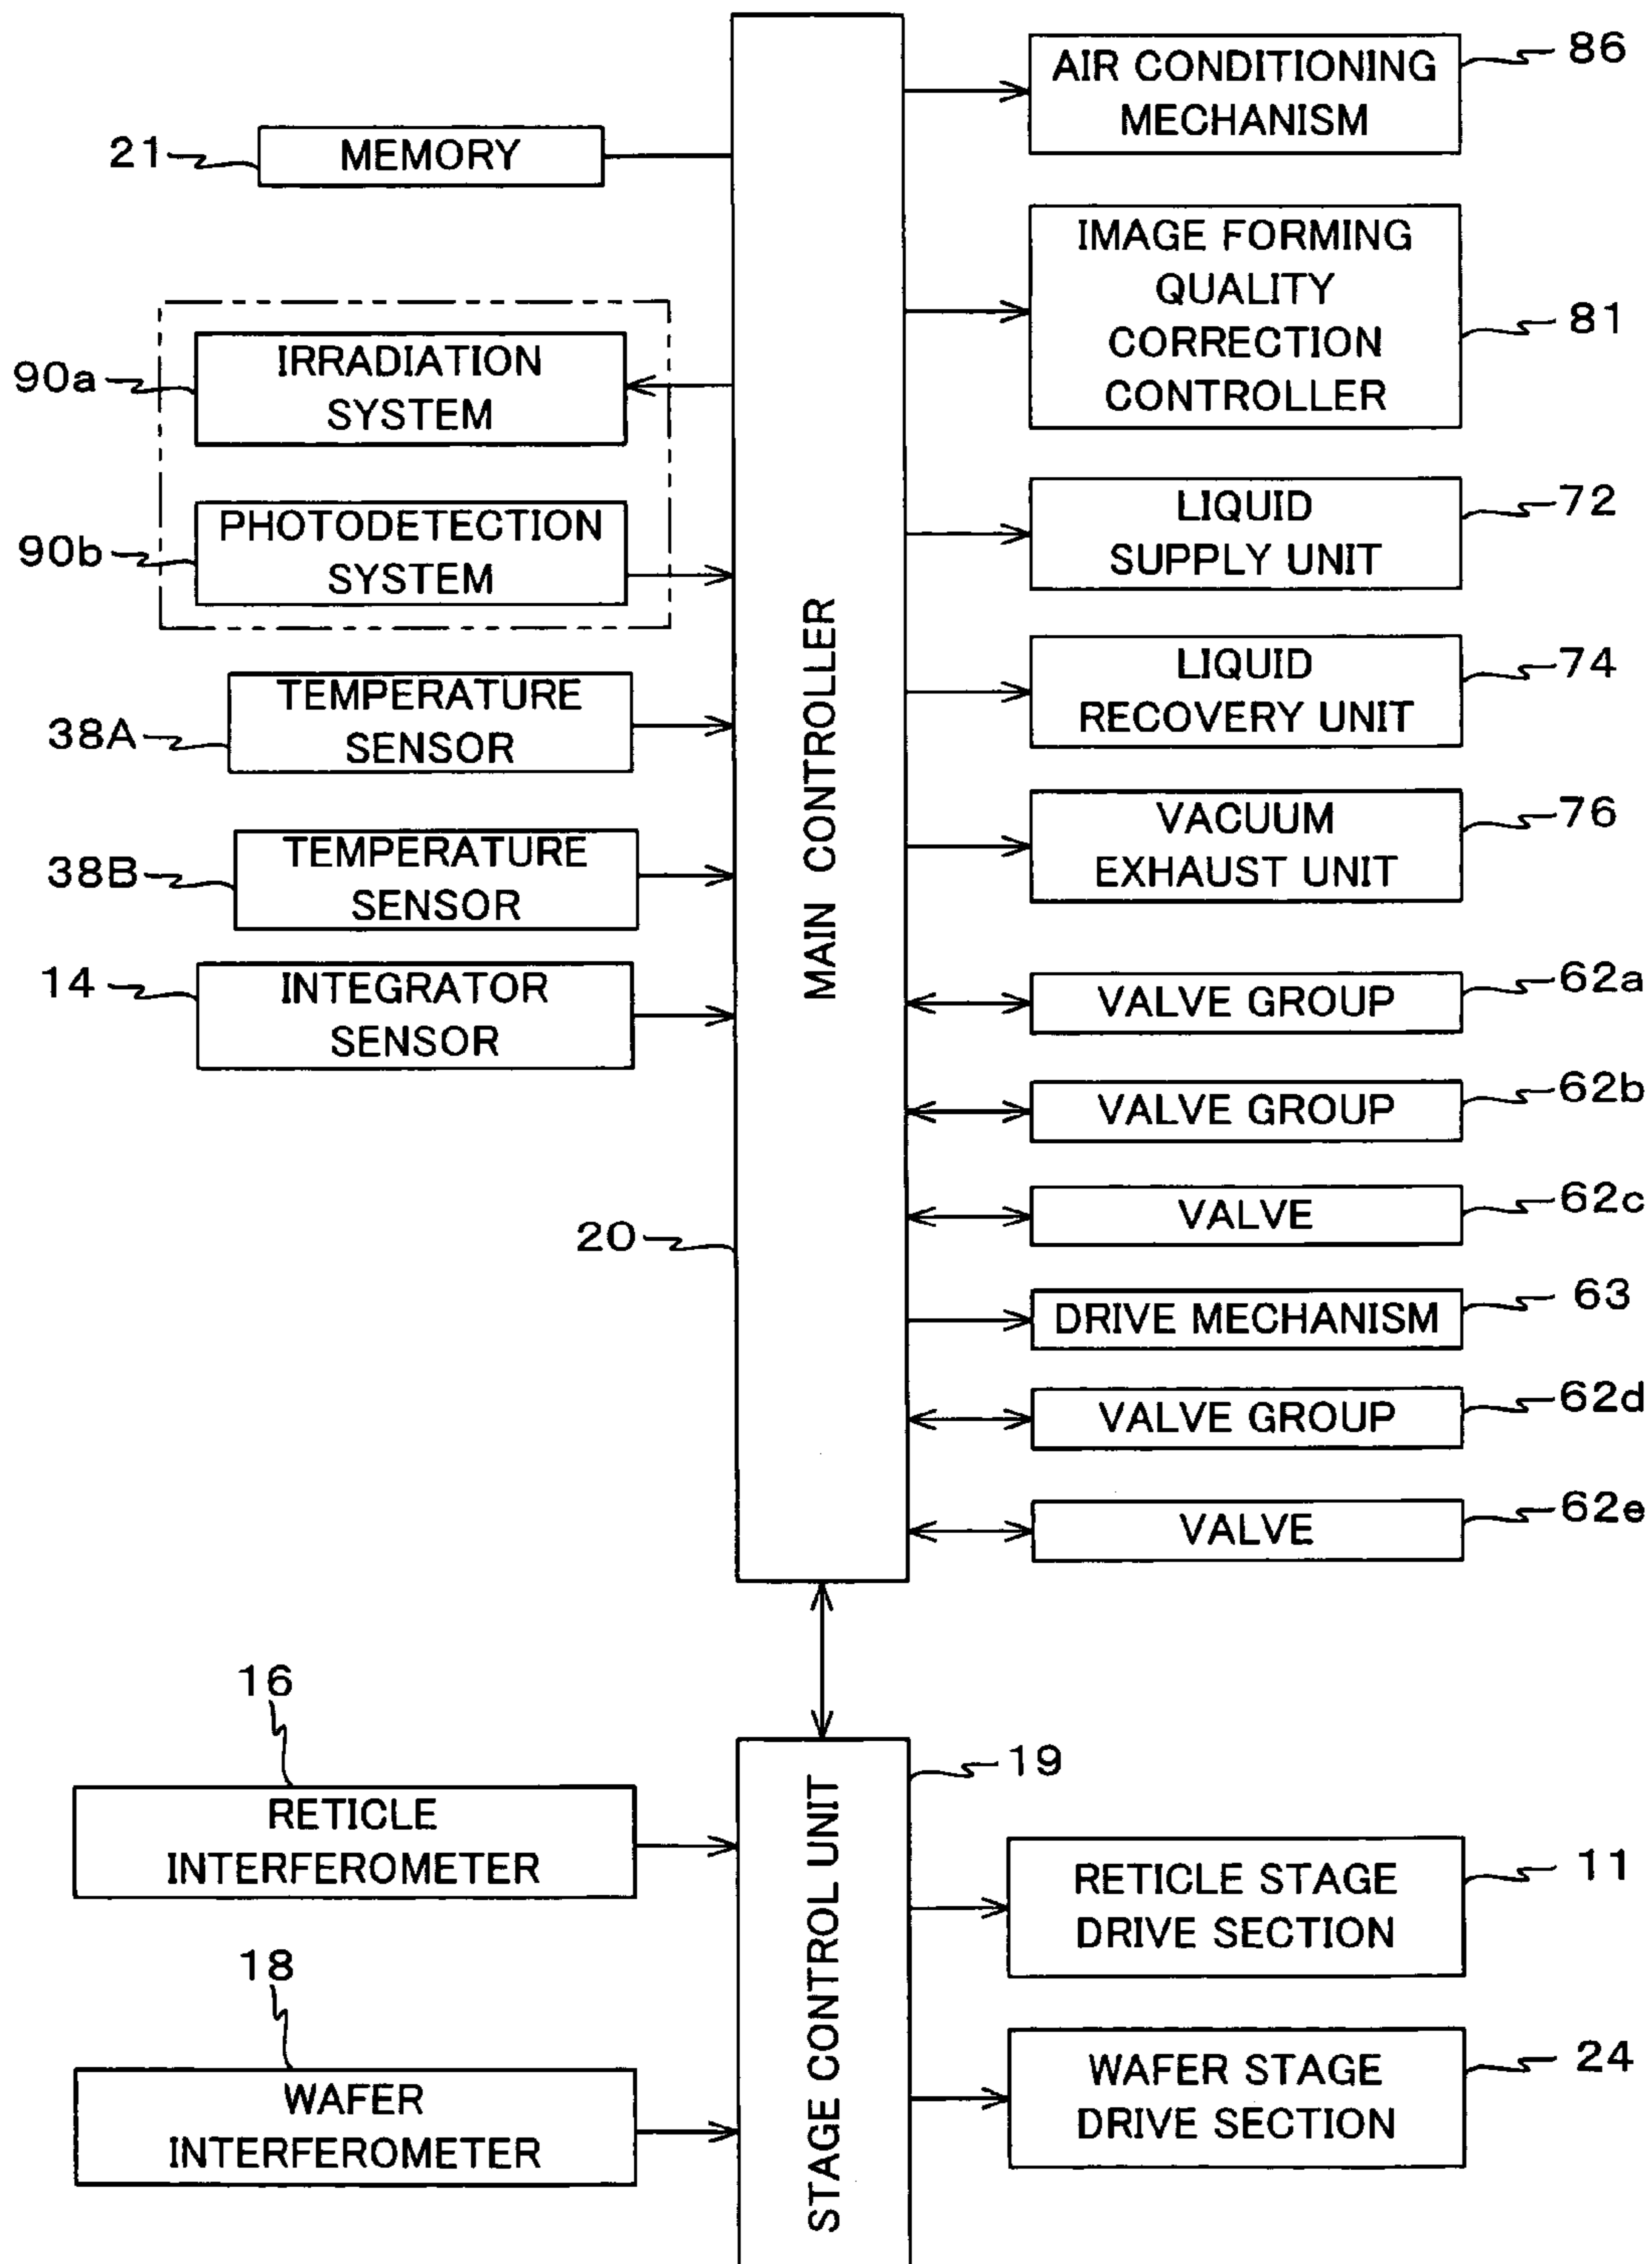 21
MEMORY
90a
IRRADIATION
SYSTEM
90b
PHOTODETECTION
SYSTEM
38A
TEMPERATURE
SENSOR
38B
TEMPERATURE
SENSOR
14
INTEGRATOR
SENSOR
MAIN CONTROLLER
20
AIR CONDITIONING
MECHANISM
86
IMAGE FORMING
QUALITY
CORRECTION
CONTROLLER
81
LIQUID
SUPPLY UNIT
72
LIQUID
RECOVERY UNIT
74
VACUUM
EXHAUST UNIT
76
VALVE GROUP
62a
VALVE GROUP
62b
VALVE
62c
DRIVE MECHANISM
63
VALVE GROUP
62d
VALVE
62e
16
RETICLE
INTERFEROMETER
18
WAFER
INTERFEROMETER
STAGE CONTROL UNIT
19
RETICLE STAGE
DRIVE SECTION
11
WAFER STAGE
DRIVE SECTION
24